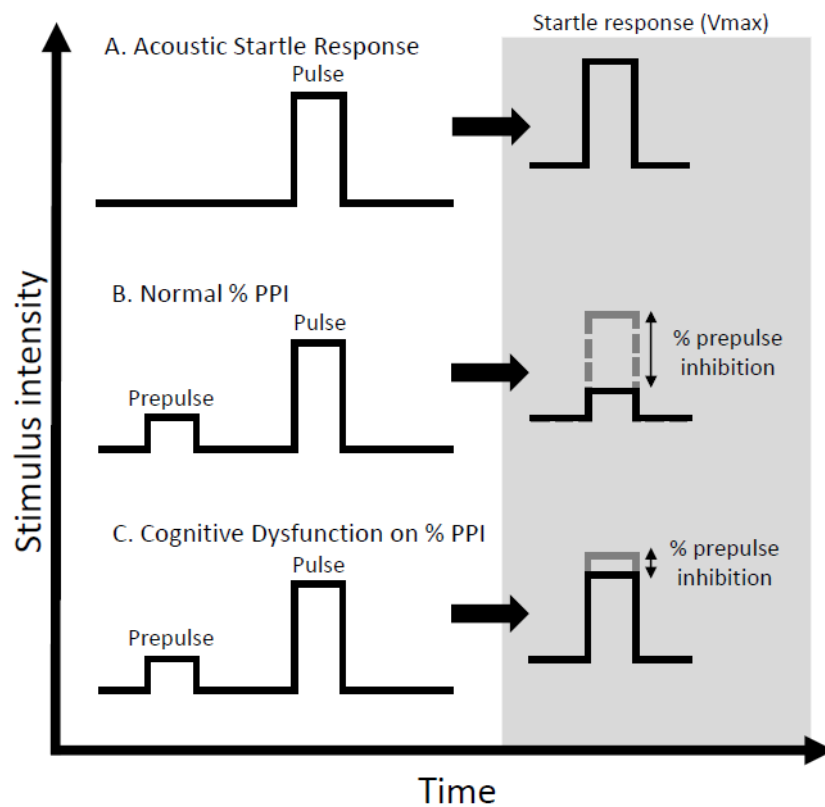 Startle response (Vmax)
A. Acoustic Startle Response
Pulse
B. Normal % PPI
Pulse
Prepulse
% prepulse
inhibition
C. Cognitive Dysfunction on % PPI
Pulse
Prepulse
% prepulse
inhibition
Stimulus intensity
Time